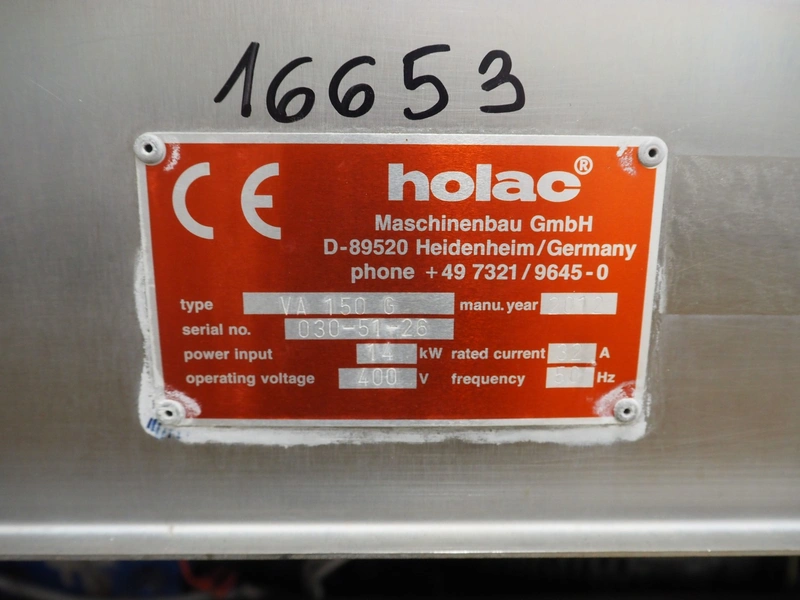 16653
CE
holac®
Maschinenbau GmbH
D-89520 Heidenheim/Germany
phone +49 7321/9645-0
type VA 150 G manu. year
serial no. 030-51-26
power input 14 kW rated current A
operating voltage 400 V frequency Hz